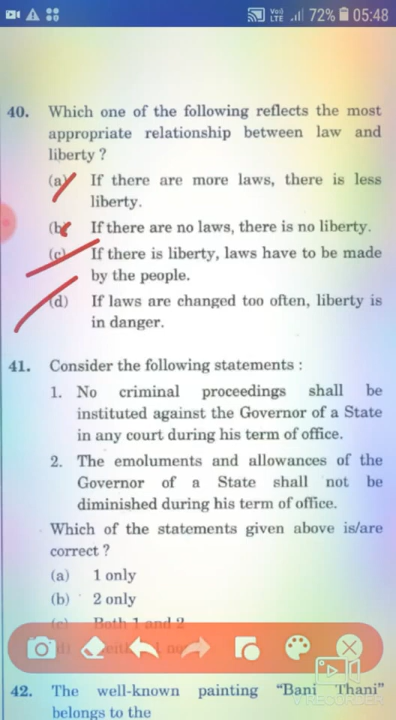 72% 05:48
40. Which one of the following reflects the most
appropriate relationship between law and
liberty ?
(a) If there are more laws, there is less
liberty.
(b) If there are no laws, there is no liberty.
(c) If there is liberty, laws have to be made
by the people.
(d) If laws are changed too often, liberty is
in danger.
41. Consider the following statements :
1. No criminal proceedings shall be
instituted against the Governor of a State
in any court during his term of office.
2. The emoluments and allowances of the
Governor of a State shall not be
diminished during his term of office.
Which of the statements given above is/are
correct ?
(a) 1 only
(b) 2 only
(c) Both 1 and 2
42. The well-known painting "Bani Thani"
belongs to the